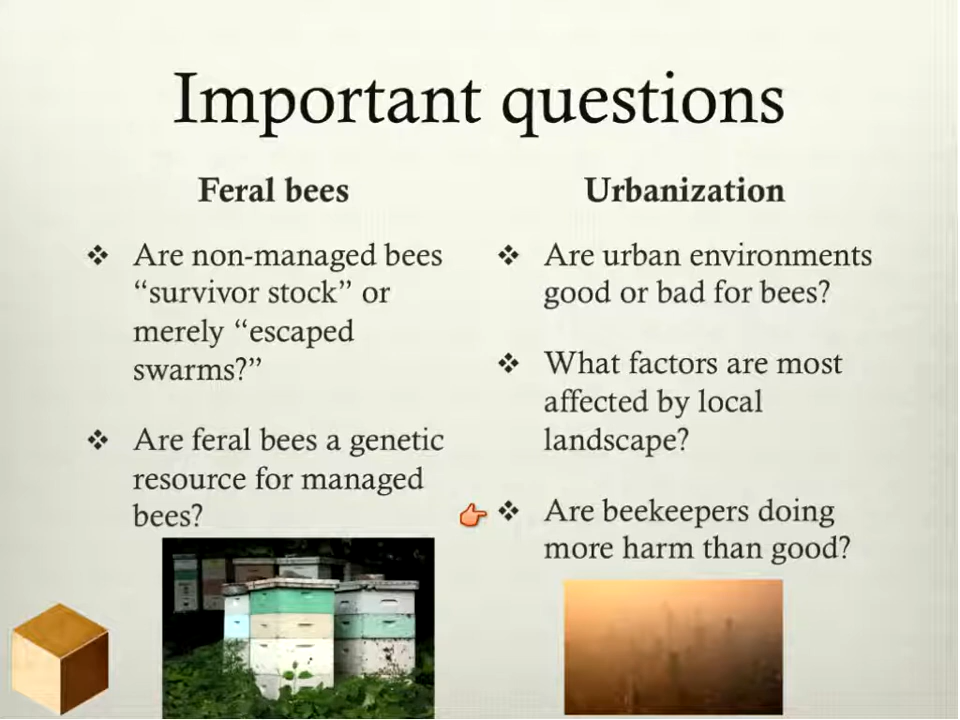 Important questions
Feral bees
Are non-managed bees
“survivor stock” or
merely “escaped
swarms?”
Are feral bees a genetic
resource for managed
bees?
Urbanization
Are urban environments
good or bad for bees?
What factors are most
affected by local
landscape?
Are beekeepers doing
more harm than good?